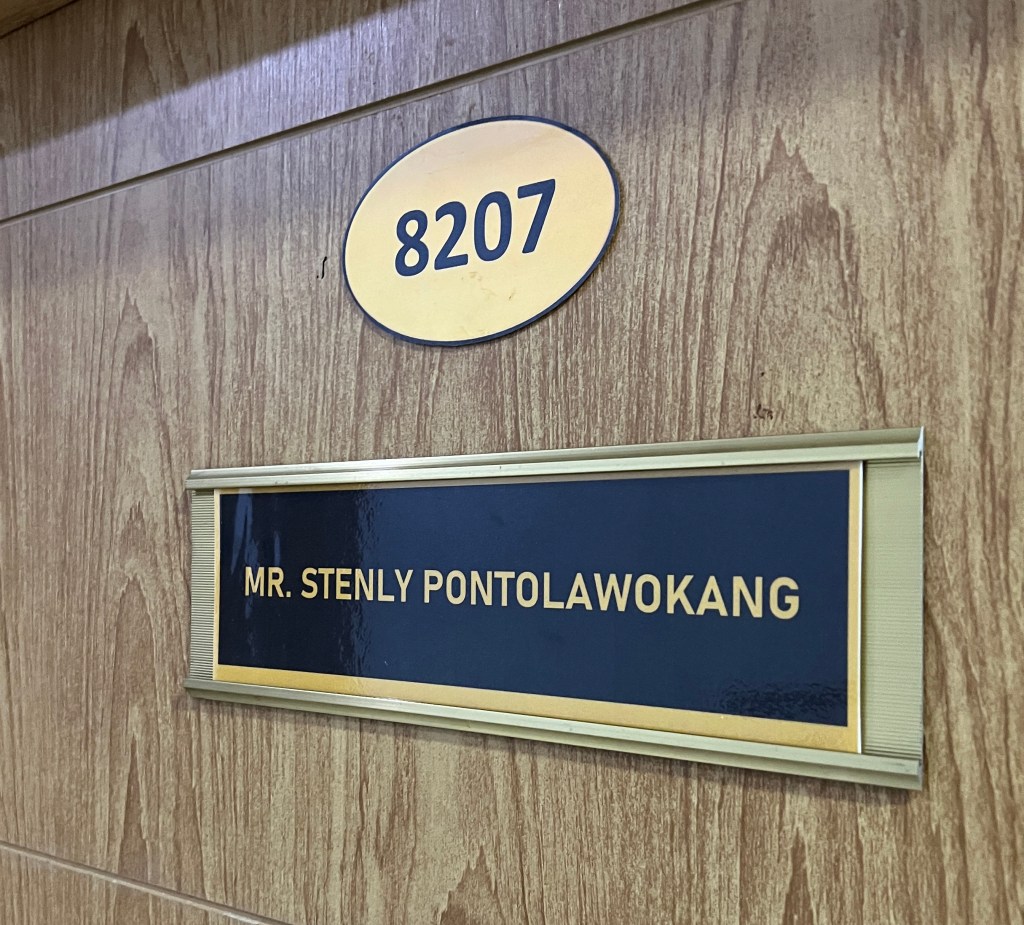 8207
MR. STENLY PONTOLAWOKANG